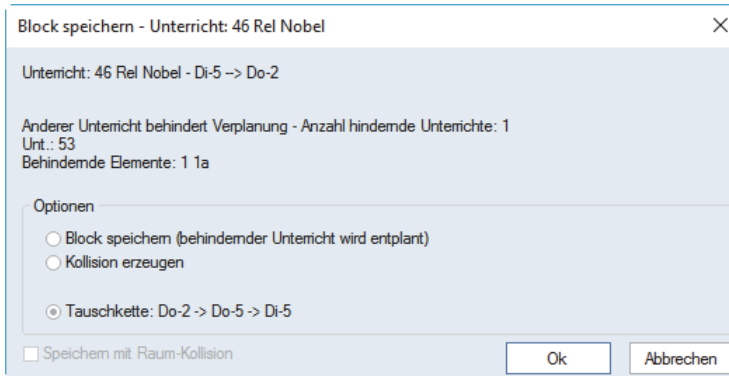 Block speichern - Unterricht: 46 Rel Nobel
Unterricht: 46 Rel Nobel - Di-5 --> Do-2
Anderer Unterricht behindert Verplanung - Anzahl hindernde Unterrichte: 1
Unt.: 53
Behindernde Elemente: 1 1a
Optionen
Block speichern (behindernder Unterricht wird entplant)
Kollision erzeugen
Tauschkette: Do-2 -> Do-5 -> Di-5
Speichern mit Raum-Kollision
Ok
Abbrechen